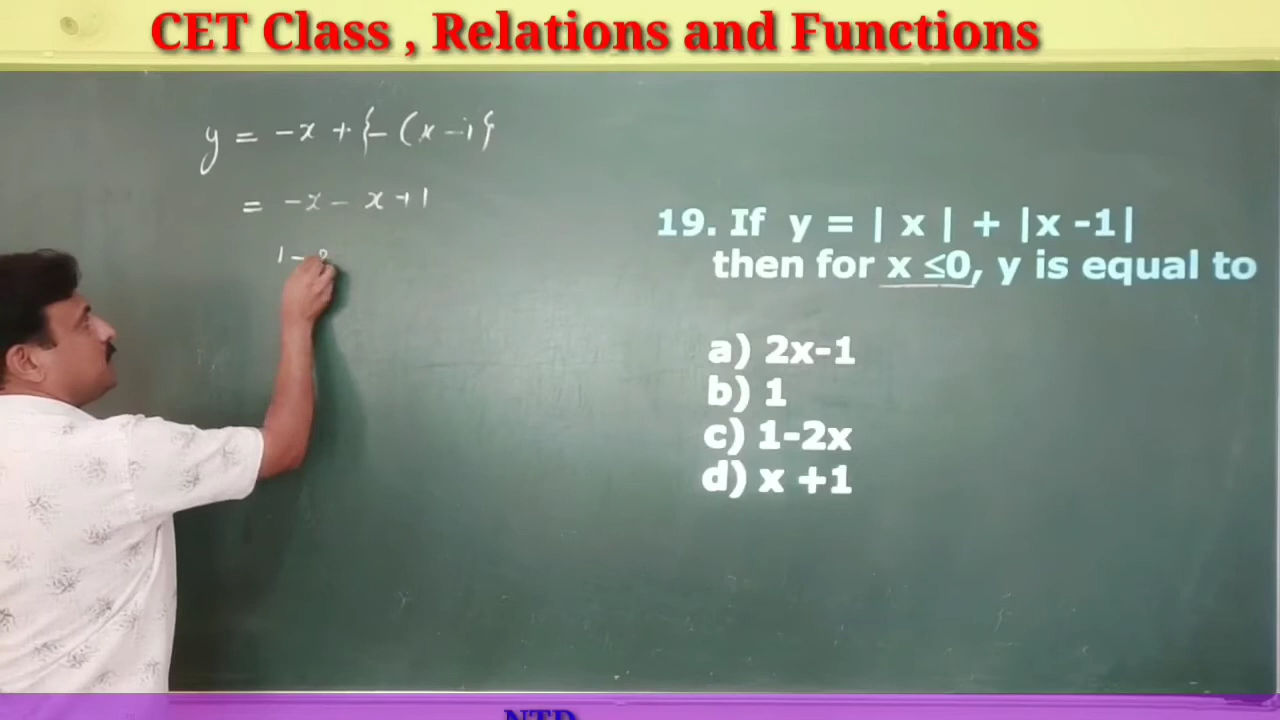 CET Class , Relations and Functions
y = -x + {- (x - 1}
= -x - x + 1
1 -
19. If y = | x | + |x -1|
then for x ≤0, y is equal to
a) 2x-1
b) 1
c) 1-2x
d) x +1